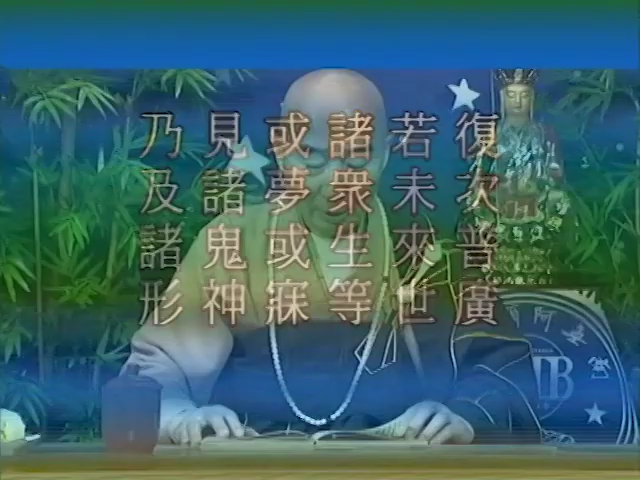 復次普廣
若未來世
諸眾生等
或夢或寐
見諸鬼神
乃及諸形